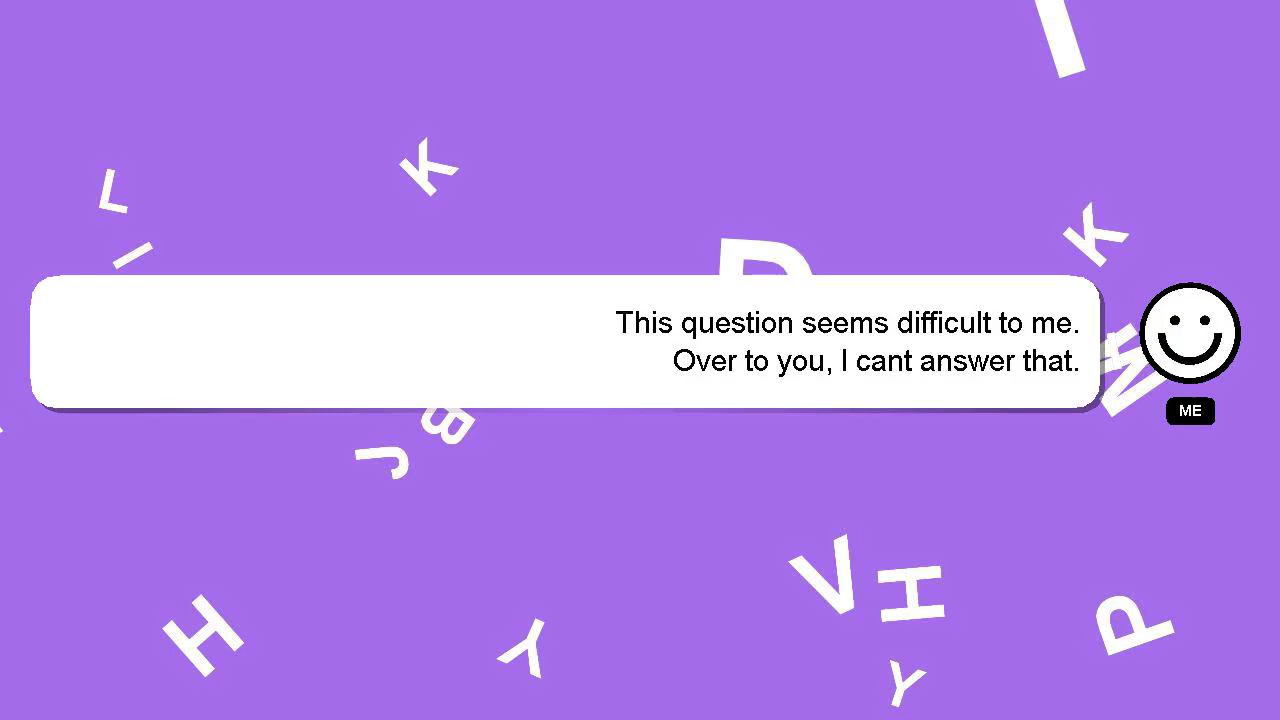 I
K
L
K
I
D
This question seems difficult to me.
Over to you, I cant answer that.
M
ME
B
J
V
H
H
P
Y
Y